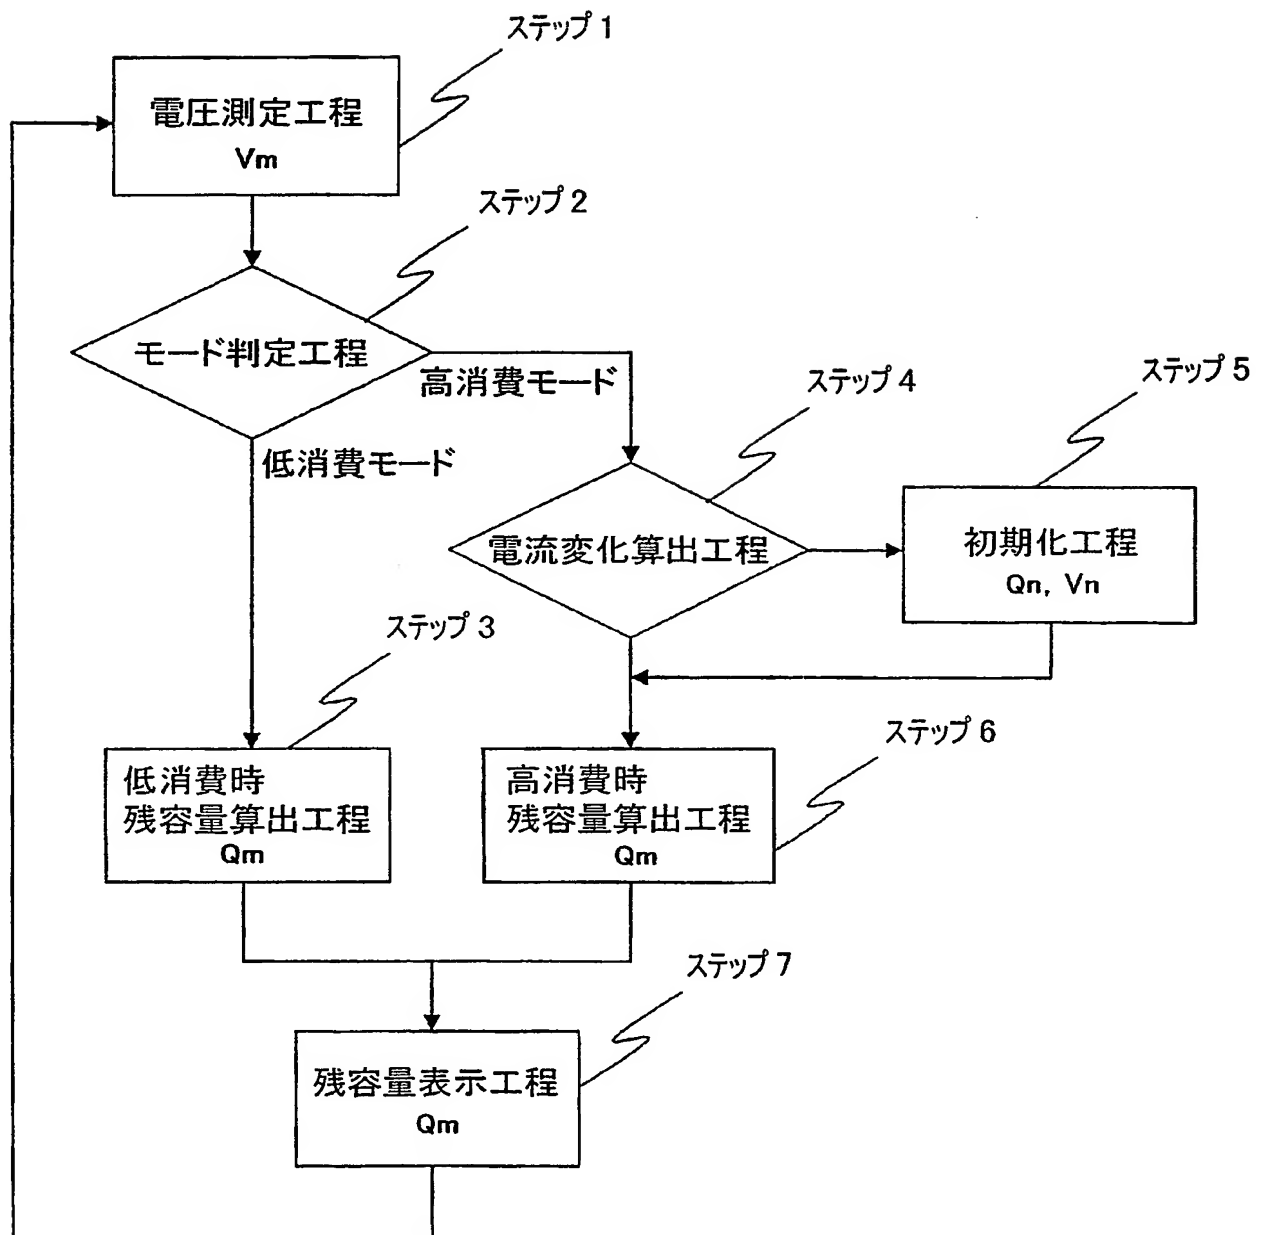 ステップ 1
電圧測定工程
Vm
ステップ 2
モード判定工程
高消費モード
低消費モード
ステップ 4
ステップ 5
電流変化算出工程
初期化工程
Qn, Vn
ステップ 3
低消費時
残容量算出工程
Qm
ステップ 6
高消費時
残容量算出工程
Qm
ステップ 7
残容量表示工程
Qm